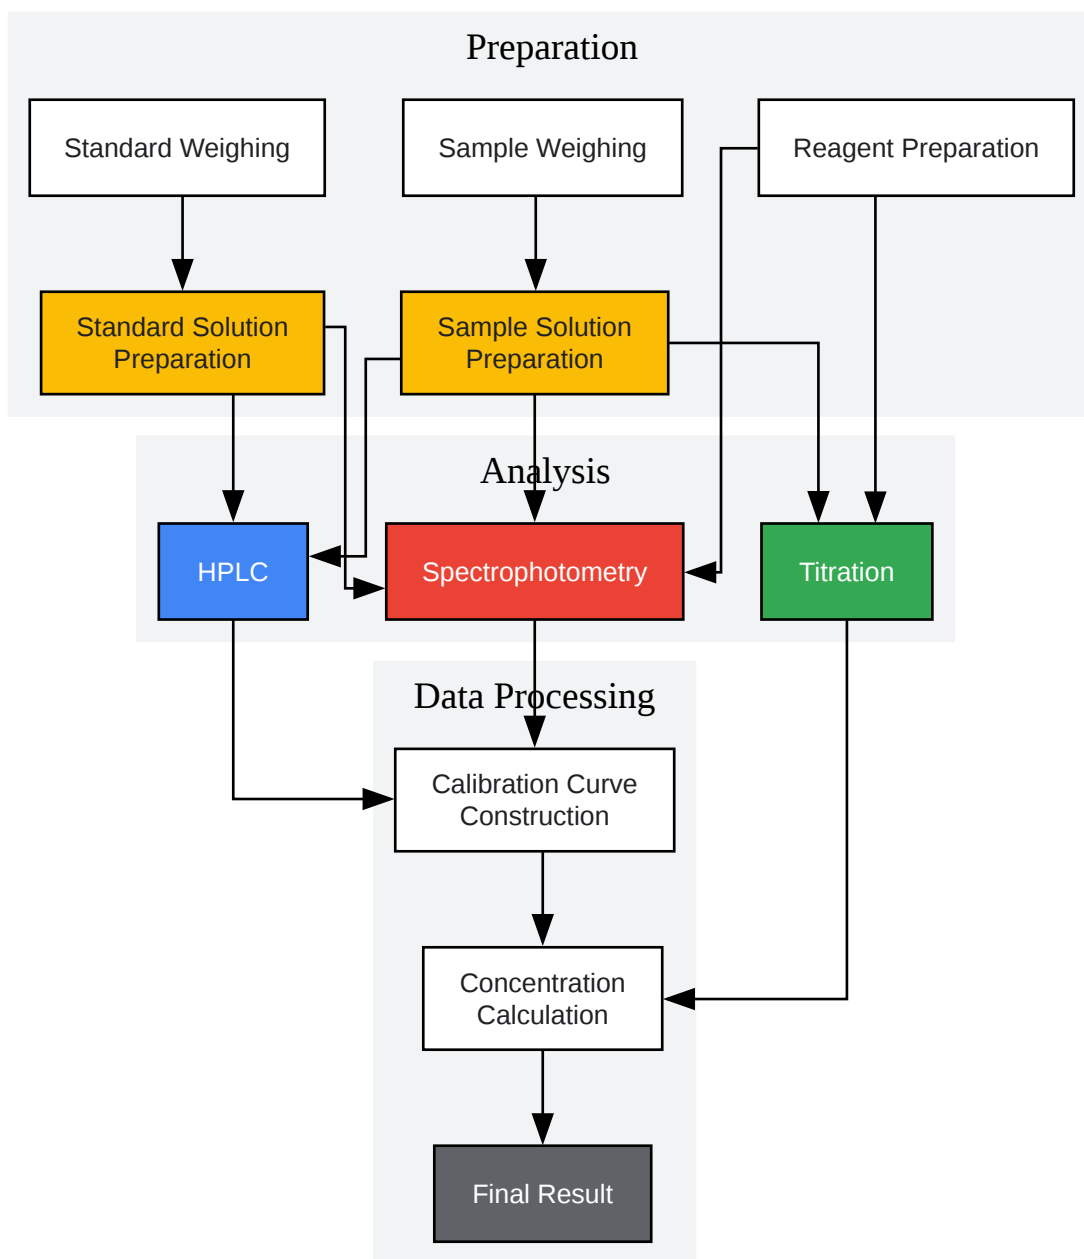 Preparation
Standard Weighing
Sample Weighing
Reagent Preparation
Standard Solution
Preparation
Sample Solution
Preparation
Analysis
HPLC
Spectrophotometry
Titration
Data Processing
Calibration Curve
Construction
Concentration
Calculation
Final Result